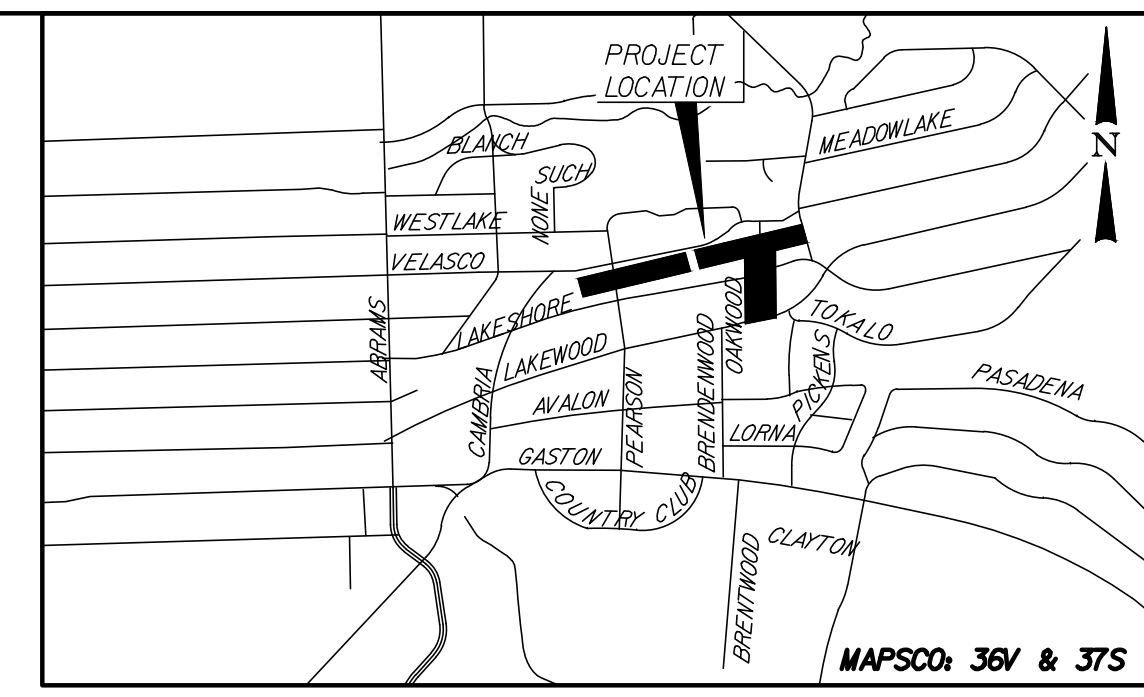 PROJECT
LOCATION
N
MEADOWLAKE
BLANCH
SUCH
NONE
WESTLAKE
VELASCO
ABRAMS
LAKESHORE
LAKEWOOD
CAMBRIA
AVALON
PEARSON
BRENDENWOOD
OAKWOOD
TOKALO
PICKENS
PASADENA
LORNA
GASTON
COUNTRY CLUB
CLAYTON
BRENTWOOD
MAPSCO: 36V & 37S